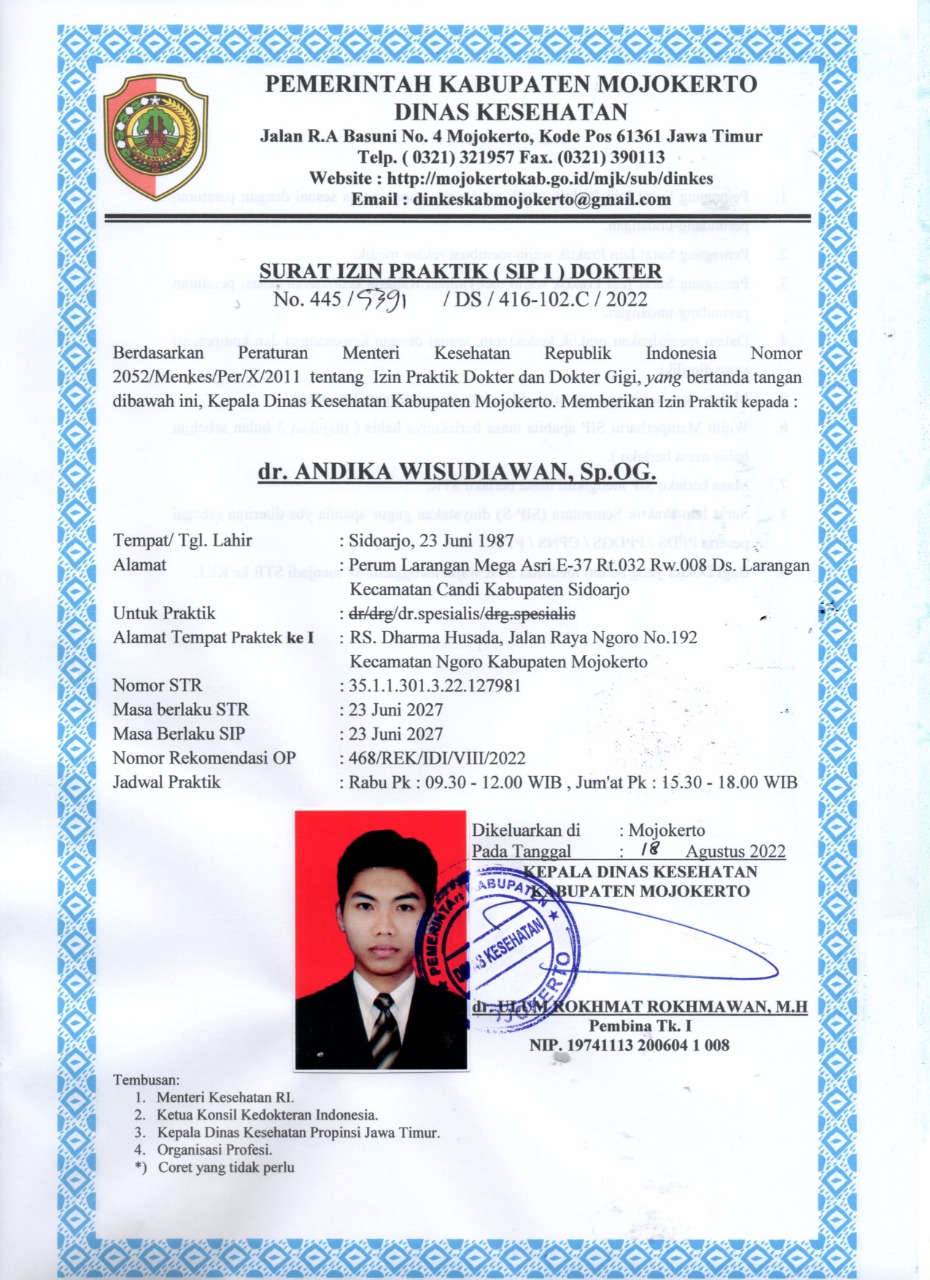 PEMERINTAH KABUPATEN MOJOKERTO
DINAS KESEHATAN
Jalan R.A Basuni No. 4 Mojokerto, Kode Pos 61361 Jawa Timur
Telp. ( 0321) 321957 Fax. (0321) 390113
Website : http://mojokertokab.go.id/mjk/sub/dinkes
Email : dinkeskabmojokerto@gmail.com
SURAT IZIN PRAKTIK ( SIP I ) DOKTER
No. 445 / 5391 / DS / 416-102.C / 2022
Berdasarkan Peraturan Menteri Kesehatan Republik Indonesia Nomor
2052/Menkes/Per/X/2011 tentang Izin Praktik Dokter dan Dokter Gigi, yang bertanda tangan
dibawah ini, Kepala Dinas Kesehatan Kabupaten Mojokerto. Memberikan Izin Praktik kepada :
dr. ANDIKA WISUDIAWAN, Sp.OG.
Tempat/ Tgl. Lahir : Sidoarjo, 23 Juni 1987
Alamat : Perum Larangan Mega Asri E-37 Rt.032 Rw.008 Ds. Larangan
Kecamatan Candi Kabupaten Sidoarjo
Untuk Praktik : dr/drg/dr.spesialis/drg.spesialis
Alamat Tempat Praktek ke I : RS. Dharma Husada, Jalan Raya Ngoro No.192
Kecamatan Ngoro Kabupaten Mojokerto
Nomor STR : 35.1.1.301.3.22.127981
Masa berlaku STR : 23 Juni 2027
Masa Berlaku SIP : 23 Juni 2027
Nomor Rekomendasi OP : 468/REK/IDI/VIII/2022
Jadwal Praktik : Rabu Pk : 09.30 - 12.00 WIB , Jum'at Pk : 15.30 - 18.00 WIB
Dikeluarkan di : Mojokerto
Pada Tanggal : 18 Agustus 2022
KEPALA DINAS KESEHATAN
KABUPATEN MOJOKERTO
PEMERINTAH KABUPATEN
DINAS KESEHATAN
MOJOKERTO
dr. ULUM ROKHMAT ROKHMAWAN, M.H
Pembina Tk. I
NIP. 19741113 200604 1 008
Tembusan:
1. Menteri Kesehatan RI.
2. Ketua Konsil Kedokteran Indonesia.
3. Kepala Dinas Kesehatan Propinsi Jawa Timur.
4. Organisasi Profesi.
*) Coret yang tidak perlu